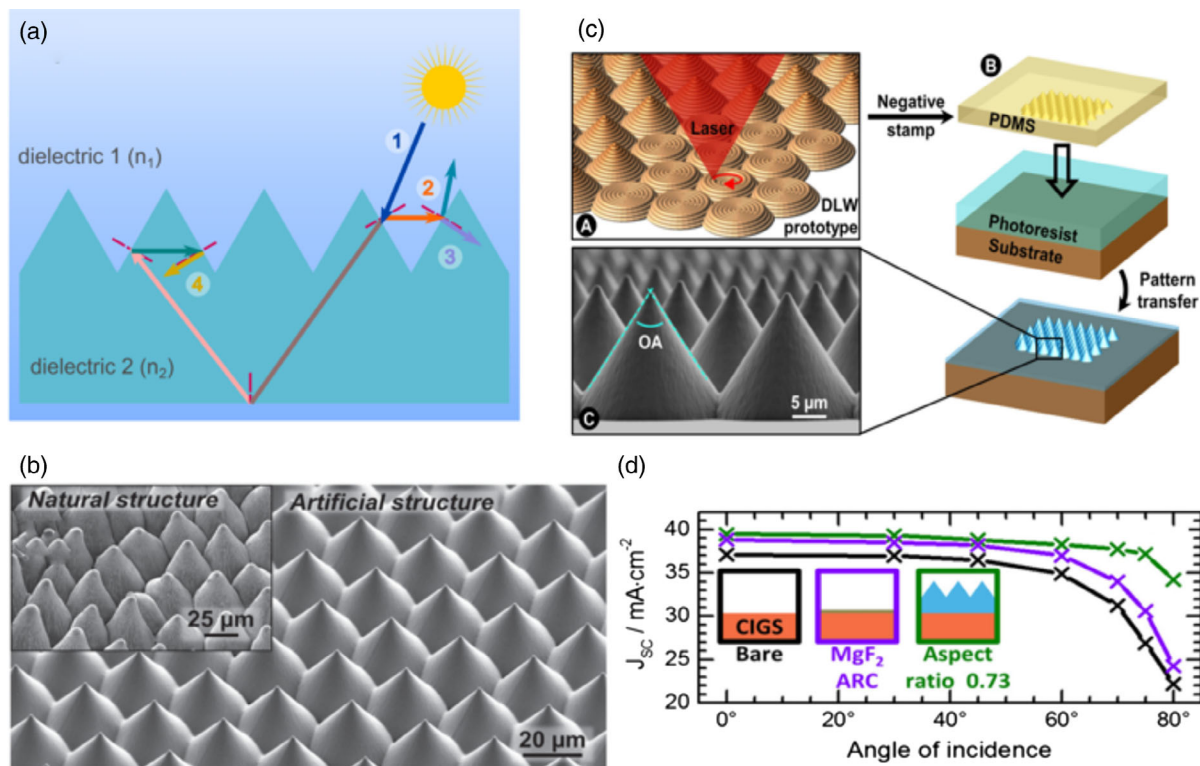 (a)
dielectric 1 (n₁)
1
2
3
4
dielectric 2 (n₂)
(c)
Laser
A
DLW
prototype
Negative
stamp
B
PDMS
Photoresist
Substrate
Pattern
transfer
OA
C
5 µm
(b)
Natural structure
25 µm
Artificial structure
20 µm
(d)
J_SC / mA·cm⁻²
40
35
30
25
20
CIGS
Bare
MgF₂
ARC
Aspect
ratio 0.73
0° 20° 40° 60° 80°
Angle of incidence